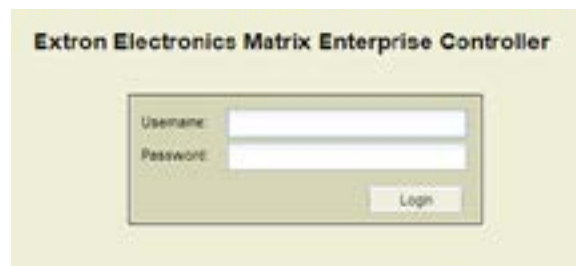 Extron Electronics Matrix Enterprise Controller
Username:
Password:
Login